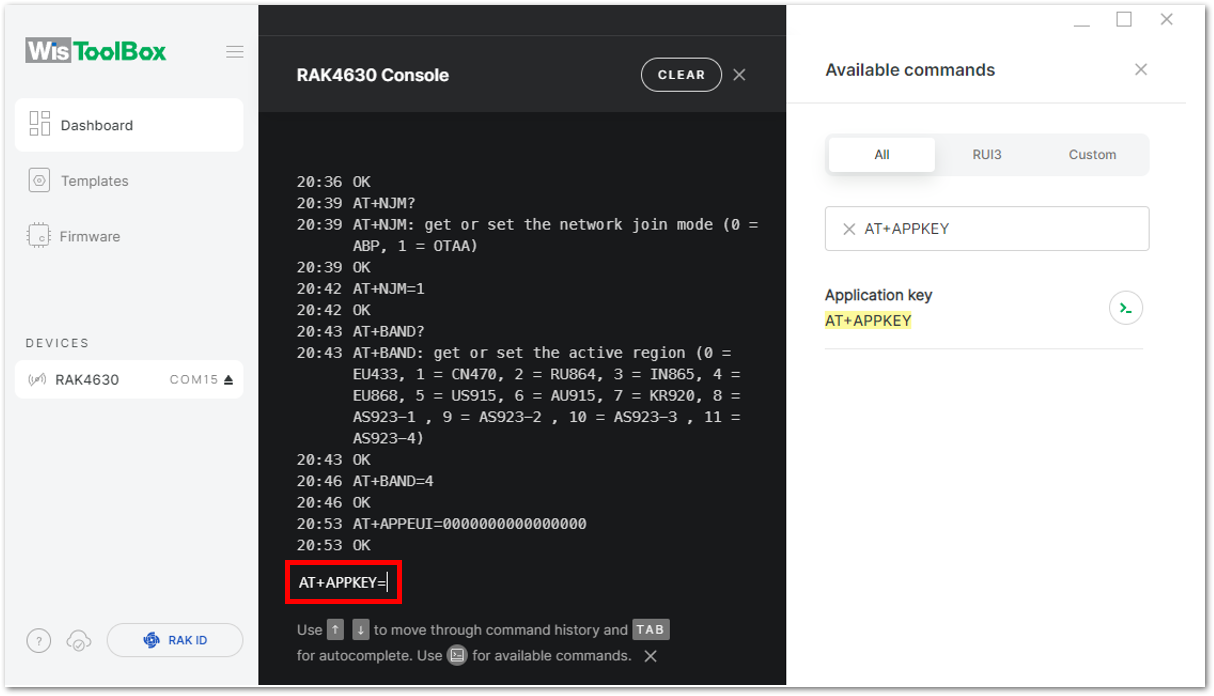 WisToolBox
Dashboard
Templates
Firmware
DEVICES
RAK4630 COM15
?
RAK ID
RAK4630 Console
CLEAR
20:36 OK
20:39 AT+NJM?
20:39 AT+NJM: get or set the network join mode (0 =
ABP, 1 = OTAA)
20:39 OK
20:42 AT+NJM=1
20:42 OK
20:43 AT+BAND?
20:43 AT+BAND: get or set the active region (0 =
EU433, 1 = CN470, 2 = RU864, 3 = IN865, 4 =
EU868, 5 = US915, 6 = AU915, 7 = KR920, 8 =
AS923-1 , 9 = AS923-2 , 10 = AS923-3 , 11 =
AS923-4)
20:43 OK
20:46 AT+BAND=4
20:46 OK
20:53 AT+APPEUI=0000000000000000
20:53 OK
AT+APPKEY=
Use ↑ ↓ to move through command history and TAB
for autocomplete. Use for available commands.
Available commands
All RUI3 Custom
AT+APPKEY
Application key
AT+APPKEY